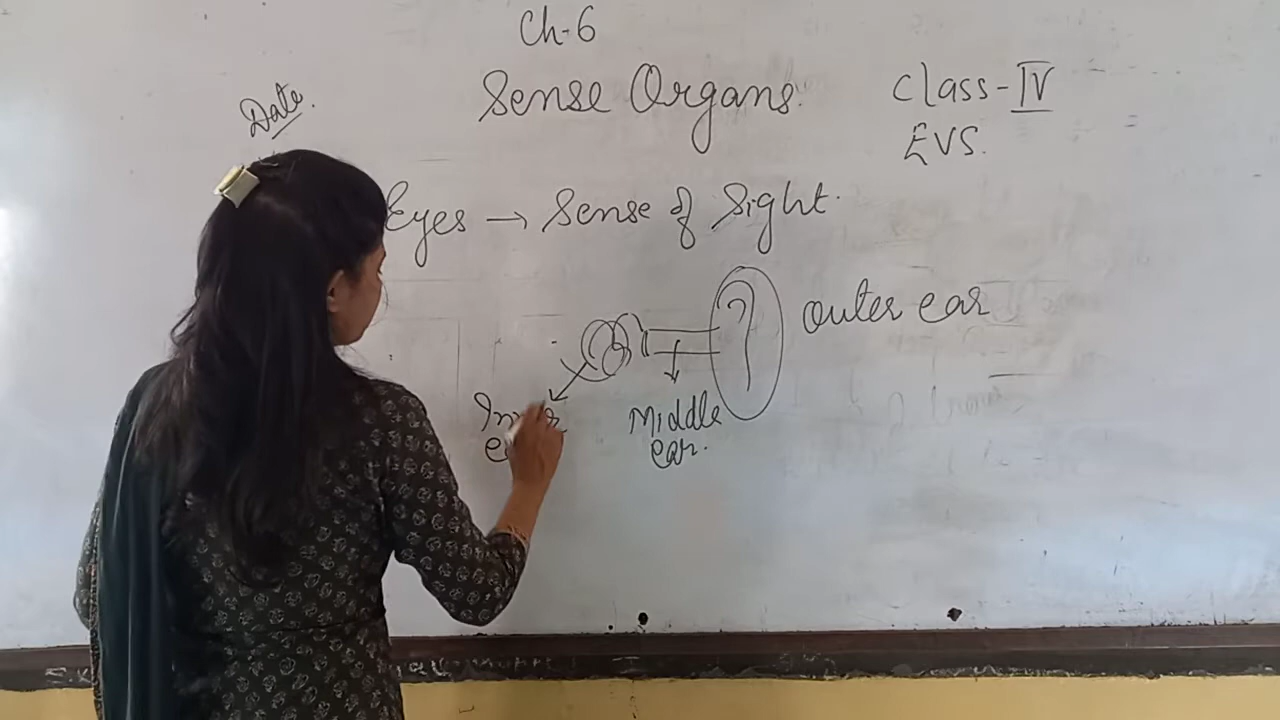 Ch-6
Sense Organs.
Class-IV
EVS.
Date.
Eyes → Sense of Sight.
Outer ear
Middle
ear.